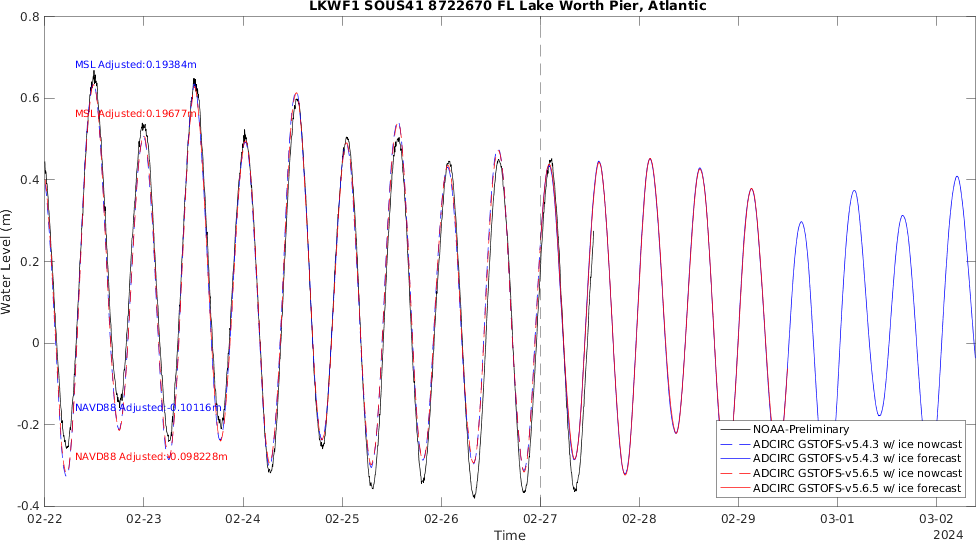 LKWF1 SOUS41 8722670 FL Lake Worth Pier, Atlantic
0.8
0.6
0.4
0.2
0
-0.2
-0.4
Water Level (m)
MSL Adjusted:0.19384m
MSL Adjusted:0.19677m
NAVD88 Adjusted:-0.10116m
NAVD88 Adjusted:-0.098228m
NOAA-Preliminary
ADCIRC GSTOFS-v5.4.3 w/ ice nowcast
ADCIRC GSTOFS-v5.4.3 w/ ice forecast
ADCIRC GSTOFS-v5.6.5 w/ ice nowcast
ADCIRC GSTOFS-v5.6.5 w/ ice forecast
02-22 02-23 02-24 02-25 02-26 02-27 02-28 02-29 03-01 03-02
Time
2024